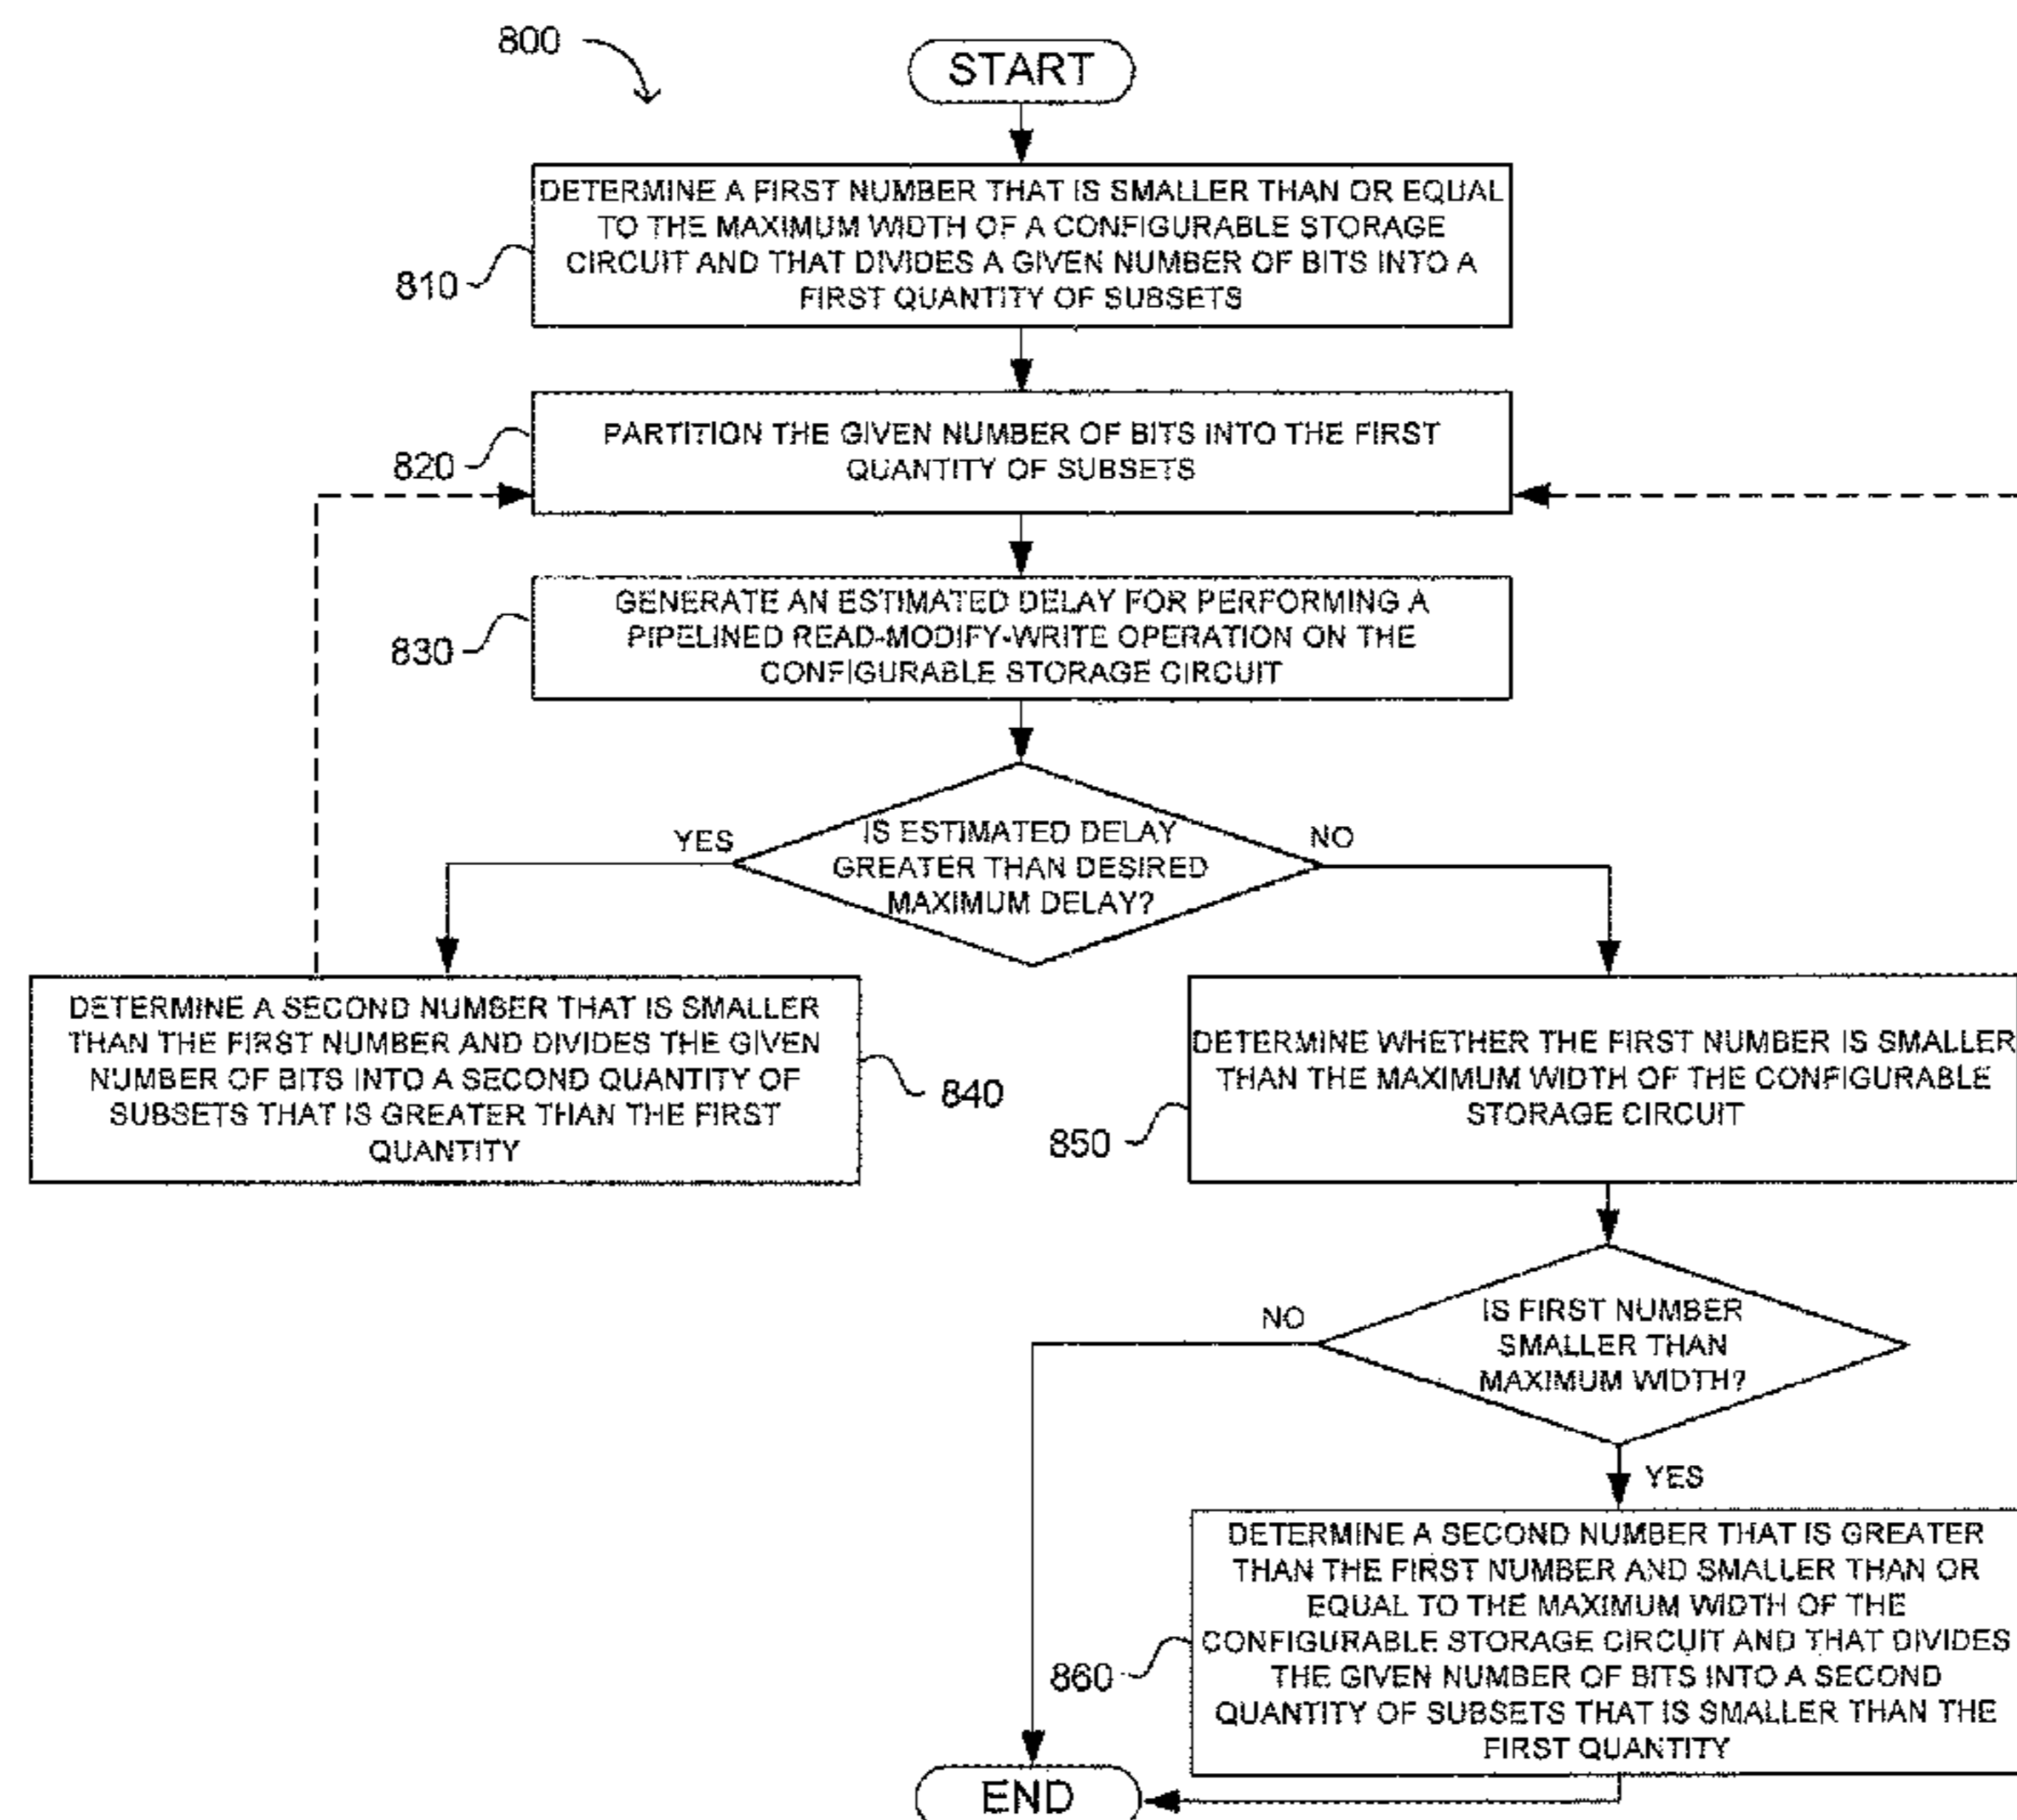 800
START
DETERMINE A FIRST NUMBER THAT IS SMALLER THAN OR EQUAL
TO THE MAXIMUM WIDTH OF A CONFIGURABLE STORAGE
CIRCUIT AND THAT DIVIDES A GIVEN NUMBER OF BITS INTO A
FIRST QUANTITY OF SUBSETS
810
PARTITION THE GIVEN NUMBER OF BITS INTO THE FIRST
QUANTITY OF SUBSETS
820
GENERATE AN ESTIMATED DELAY FOR PERFORMING A
PIPELINED READ-MODIFY-WRITE OPERATION ON THE
CONFIGURABLE STORAGE CIRCUIT
830
IS ESTIMATED DELAY
GREATER THAN DESIRED
MAXIMUM DELAY?
YES
NO
DETERMINE A SECOND NUMBER THAT IS SMALLER
THAN THE FIRST NUMBER AND DIVIDES THE GIVEN
NUMBER OF BITS INTO A SECOND QUANTITY OF
SUBSETS THAT IS GREATER THAN THE FIRST
QUANTITY
840
DETERMINE WHETHER THE FIRST NUMBER IS SMALLER
THAN THE MAXIMUM WIDTH OF THE CONFIGURABLE
STORAGE CIRCUIT
850
IS FIRST NUMBER
SMALLER THAN
MAXIMUM WIDTH?
NO
YES
DETERMINE A SECOND NUMBER THAT IS GREATER
THAN THE FIRST NUMBER AND SMALLER THAN OR
EQUAL TO THE MAXIMUM WIDTH OF THE
CONFIGURABLE STORAGE CIRCUIT AND THAT DIVIDES
THE GIVEN NUMBER OF BITS INTO A SECOND
QUANTITY OF SUBSETS THAT IS SMALLER THAN THE
FIRST QUANTITY
860
END